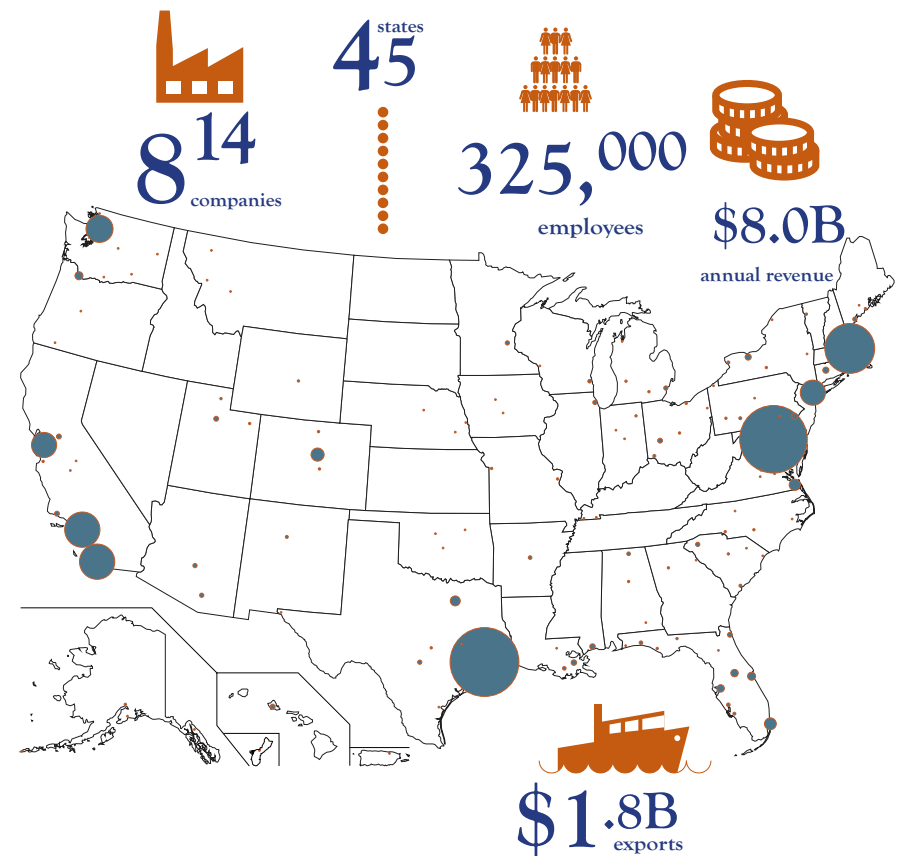 814
companies
states
45
325,000
employees
$8.0B
annual revenue
$1.8B
exports